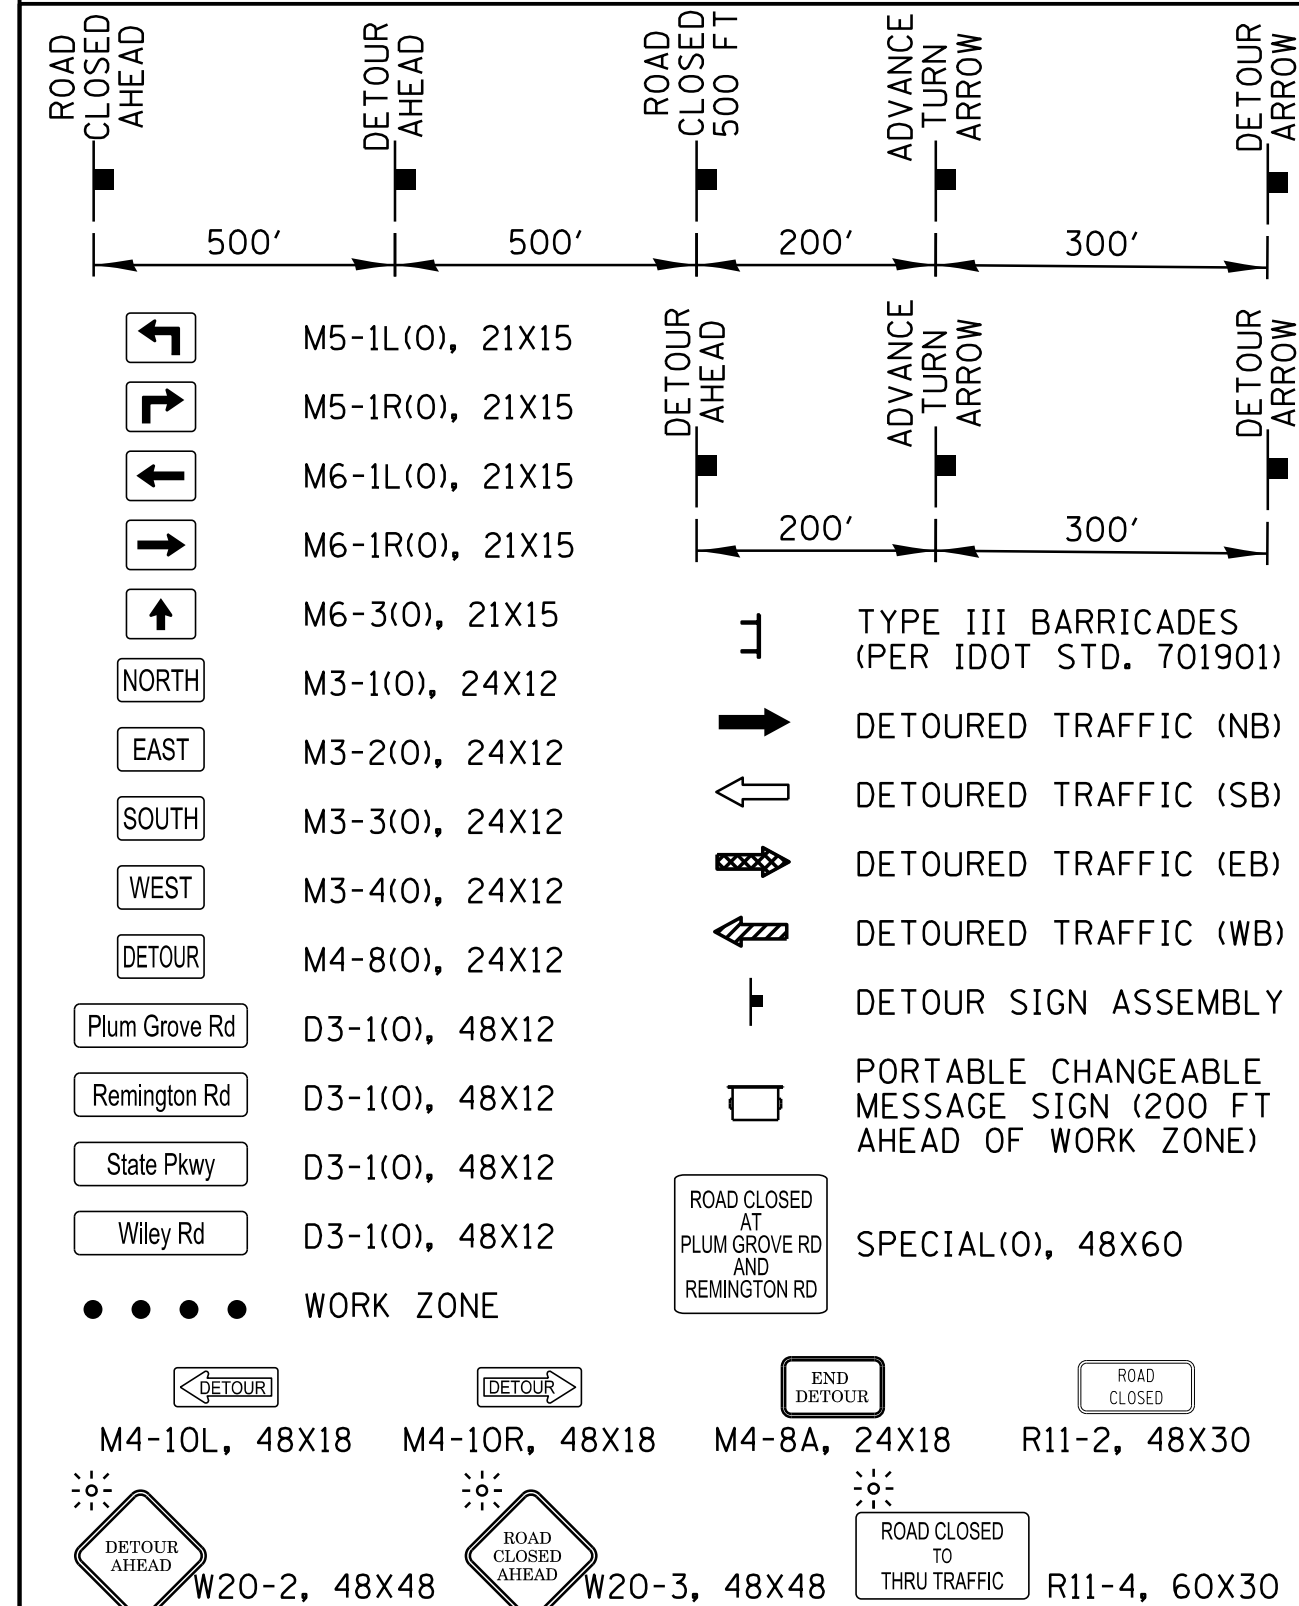 ROAD
CLOSED
AHEAD
DETOUR
AHEAD
ROAD
CLOSED
500 FT
ADVANCE
TURN
ARROW
DETOUR
ARROW
500' 500' 200' 300'
M5-1L(O), 21X15
M5-1R(O), 21X15
M6-1L(O), 21X15
M6-1R(O), 21X15
M6-3(O), 21X15
NORTH M3-1(O), 24X12
EAST M3-2(O), 24X12
SOUTH M3-3(O), 24X12
WEST M3-4(O), 24X12
DETOUR M4-8(O), 24X12
Plum Grove Rd D3-1(O), 48X12
Remington Rd D3-1(O), 48X12
State Pkwy D3-1(O), 48X12
Wiley Rd D3-1(O), 48X12
WORK ZONE
DETOUR
AHEAD
ADVANCE
TURN
ARROW
DETOUR
ARROW
200' 300'
TYPE III BARRICADES
(PER IDOT STD. 701901)
DETOURED TRAFFIC (NB)
DETOURED TRAFFIC (SB)
DETOURED TRAFFIC (EB)
DETOURED TRAFFIC (WB)
DETOUR SIGN ASSEMBLY
PORTABLE CHANGEABLE
MESSAGE SIGN (200 FT
AHEAD OF WORK ZONE)
ROAD CLOSED
AT
PLUM GROVE RD
AND
REMINGTON RD
SPECIAL(O), 48X60
DETOUR
M4-10L, 48X18
DETOUR
M4-10R, 48X18
END
DETOUR
M4-8A, 24X18
ROAD
CLOSED
R11-2, 48X30
DETOUR
AHEAD
W20-2, 48X48
ROAD
CLOSED
AHEAD
W20-3, 48X48
ROAD CLOSED
TO
THRU TRAFFIC
R11-4, 60X30